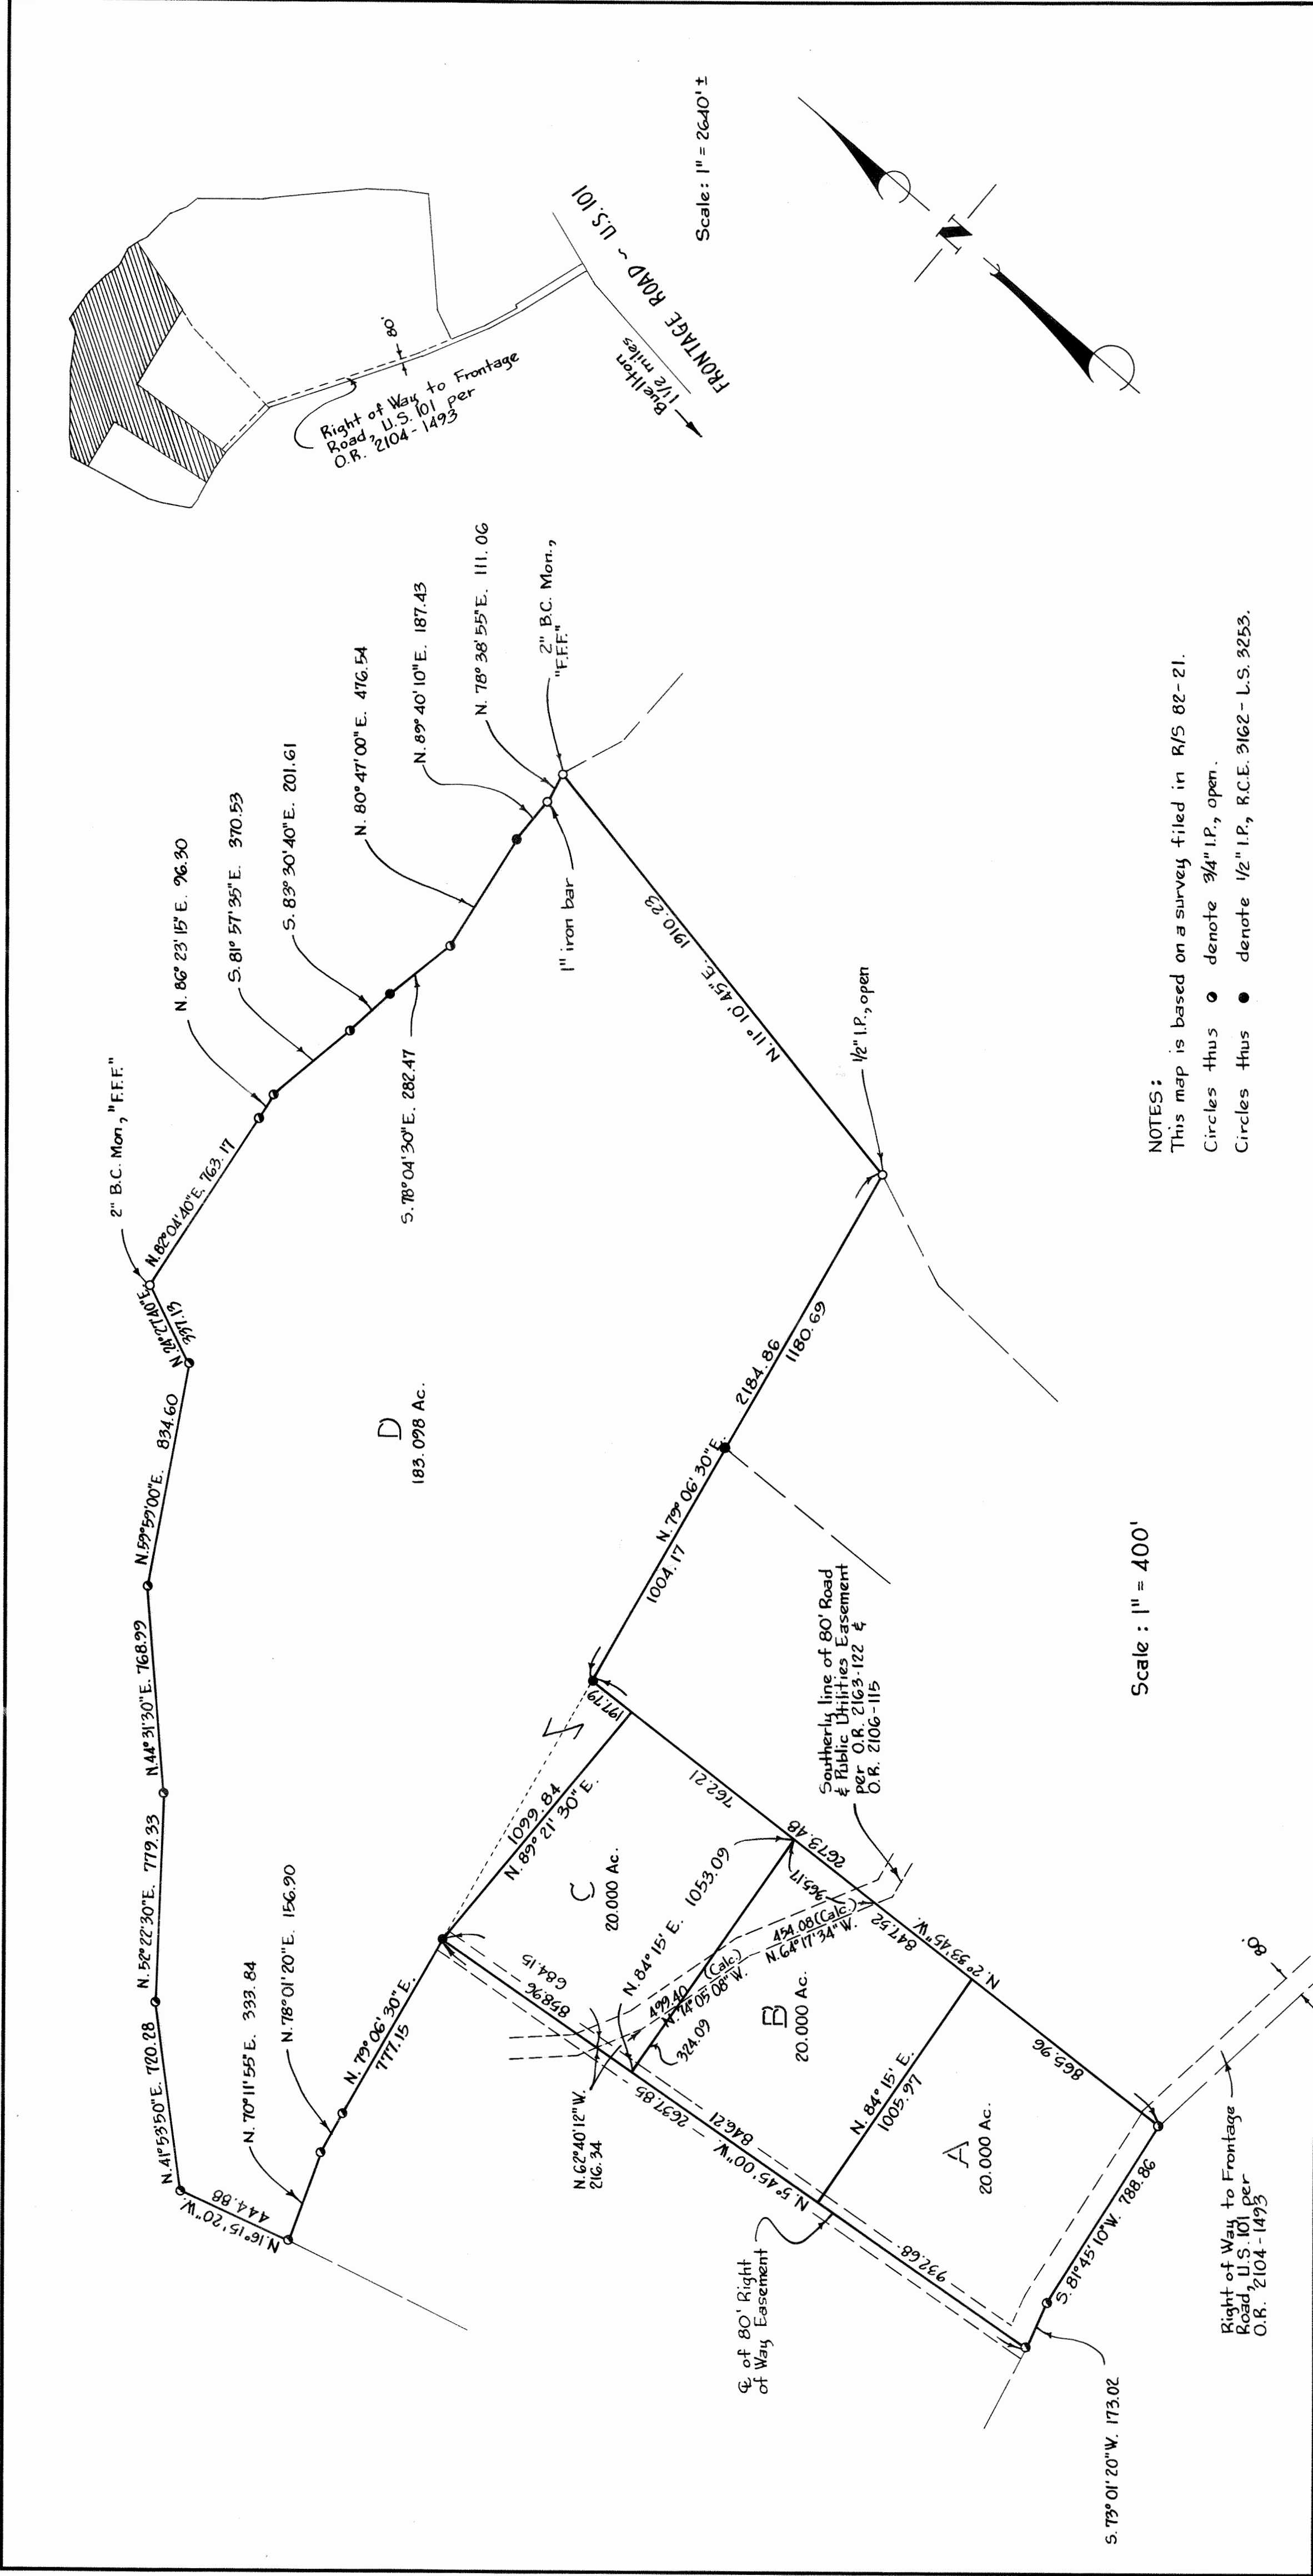 Right of Way to Frontage
Road, U.S. 101 per
O.R. 2104-1493
80'
Buellton
1 1/2 miles
FRONTAGE ROAD ~ U.S. 101
Scale: 1" = 2640' ±
N
N. 16° 15' 20" W.
444.88
N. 41° 53' 50" E. 720.28
N. 52° 22' 30" E. 779.33
N. 44° 31' 30" E. 768.99
N. 59° 59' 00" E. 834.60
N. 24° 27' 40" E.
2" B.C. Mon., "F.F.F."
N. 82° 04' 40" E. 763.17
N. 86° 23' 15" E. 96.30
S. 81° 57' 35" E. 370.53
S. 83° 30' 40" E. 201.61
S. 78° 04' 30" E. 282.47
N. 80° 47' 00" E. 476.54
N. 89° 40' 10" E. 187.43
N. 78° 38' 55" E. 111.06
2" B.C. Mon.,
"F.F.F."
1" iron bar
N. 11° 10' 45" E. 1910.23
1/2" I.P., open
N. 70° 11' 55" E. 333.84
N. 78° 01' 20" E. 156.90
N. 79° 06' 30" E.
777.15
D
183.098 Ac.
2184.86
1180.69
N. 79° 06' 30" E.
1004.17
197.79
1099.84
N. 89° 21' 30" E.
C
20.000 Ac.
762.21
684.15
858.96
N. 84° 15' E. 1053.09
2673.48
965.17
454.08 (Calc.)
N. 64° 17' 34" W.
847.52
N. 2° 33' 45" W.
499.40 (Calc.)
N. 74° 05' 08" W.
324.09
B
20.000 Ac.
N. 62° 40' 12" W.
216.34
2637.85
846.21
N. 5° 45' 00" W.
N. 84° 15' E.
1005.97
865.96
A
20.000 Ac.
932.68
℄ of 80' Right
of Way Easement
Southerly line of 80' Road
& Public Utilities Easement
per O.R. 2163-122 &
O.R. 2106-115
S. 81° 45' 10" W. 788.86
S. 73° 01' 20" W. 173.02
80'
Right of Way to Frontage
Road, U.S. 101 per
O.R. 2104-1493
Scale: 1" = 400'
NOTES:
This map is based on a survey filed in R/S 82-21.
Circles thus denote 3/4" I.P., open.
Circles thus denote 1/2" I.P., R.C.E. 3162 - L.S. 3253.